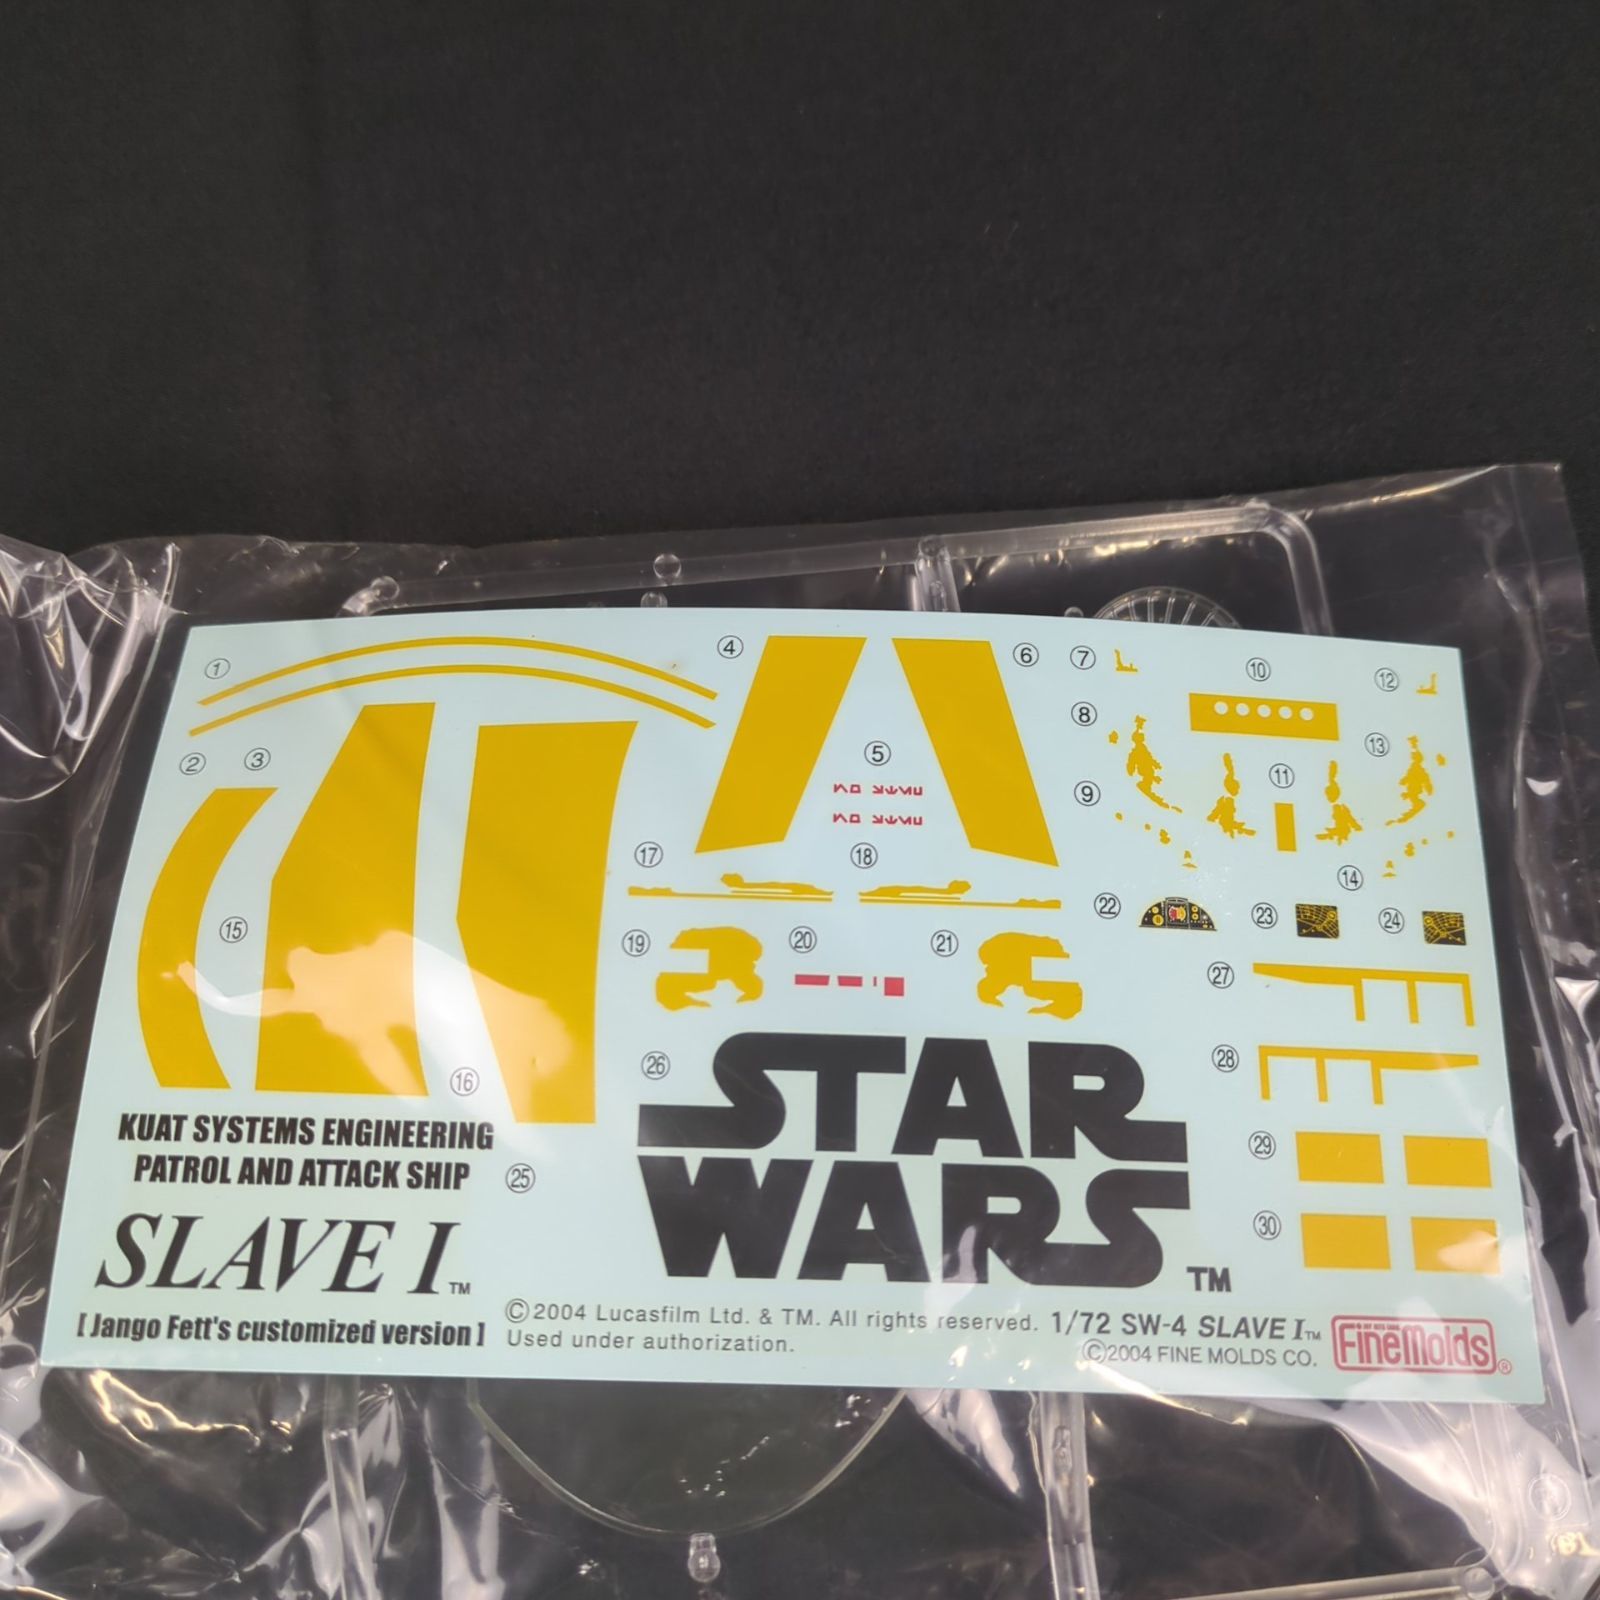 ① ④ ⑥ ⑦ ⑩ ⑫
② ③ ⑤ ⑧ ⑬
⑨ ⑪
⑰ ⑱ ⑭
⑮ ㉒ ㉓ ㉔
⑲ ⑳ ㉑ ㉗
⑯ ㉖ ㉘
STAR
WARS
TM
㉙
㉚
KUAT SYSTEMS ENGINEERING
PATROL AND ATTACK SHIP
㉕
SLAVE I TM
[ Jango Fett's customized version ]
©2004 Lucasfilm Ltd. & TM. All rights reserved.
Used under authorization.
1/72 SW-4 SLAVE I TM
©2004 FINE MOLDS CO.
FineMolds ®